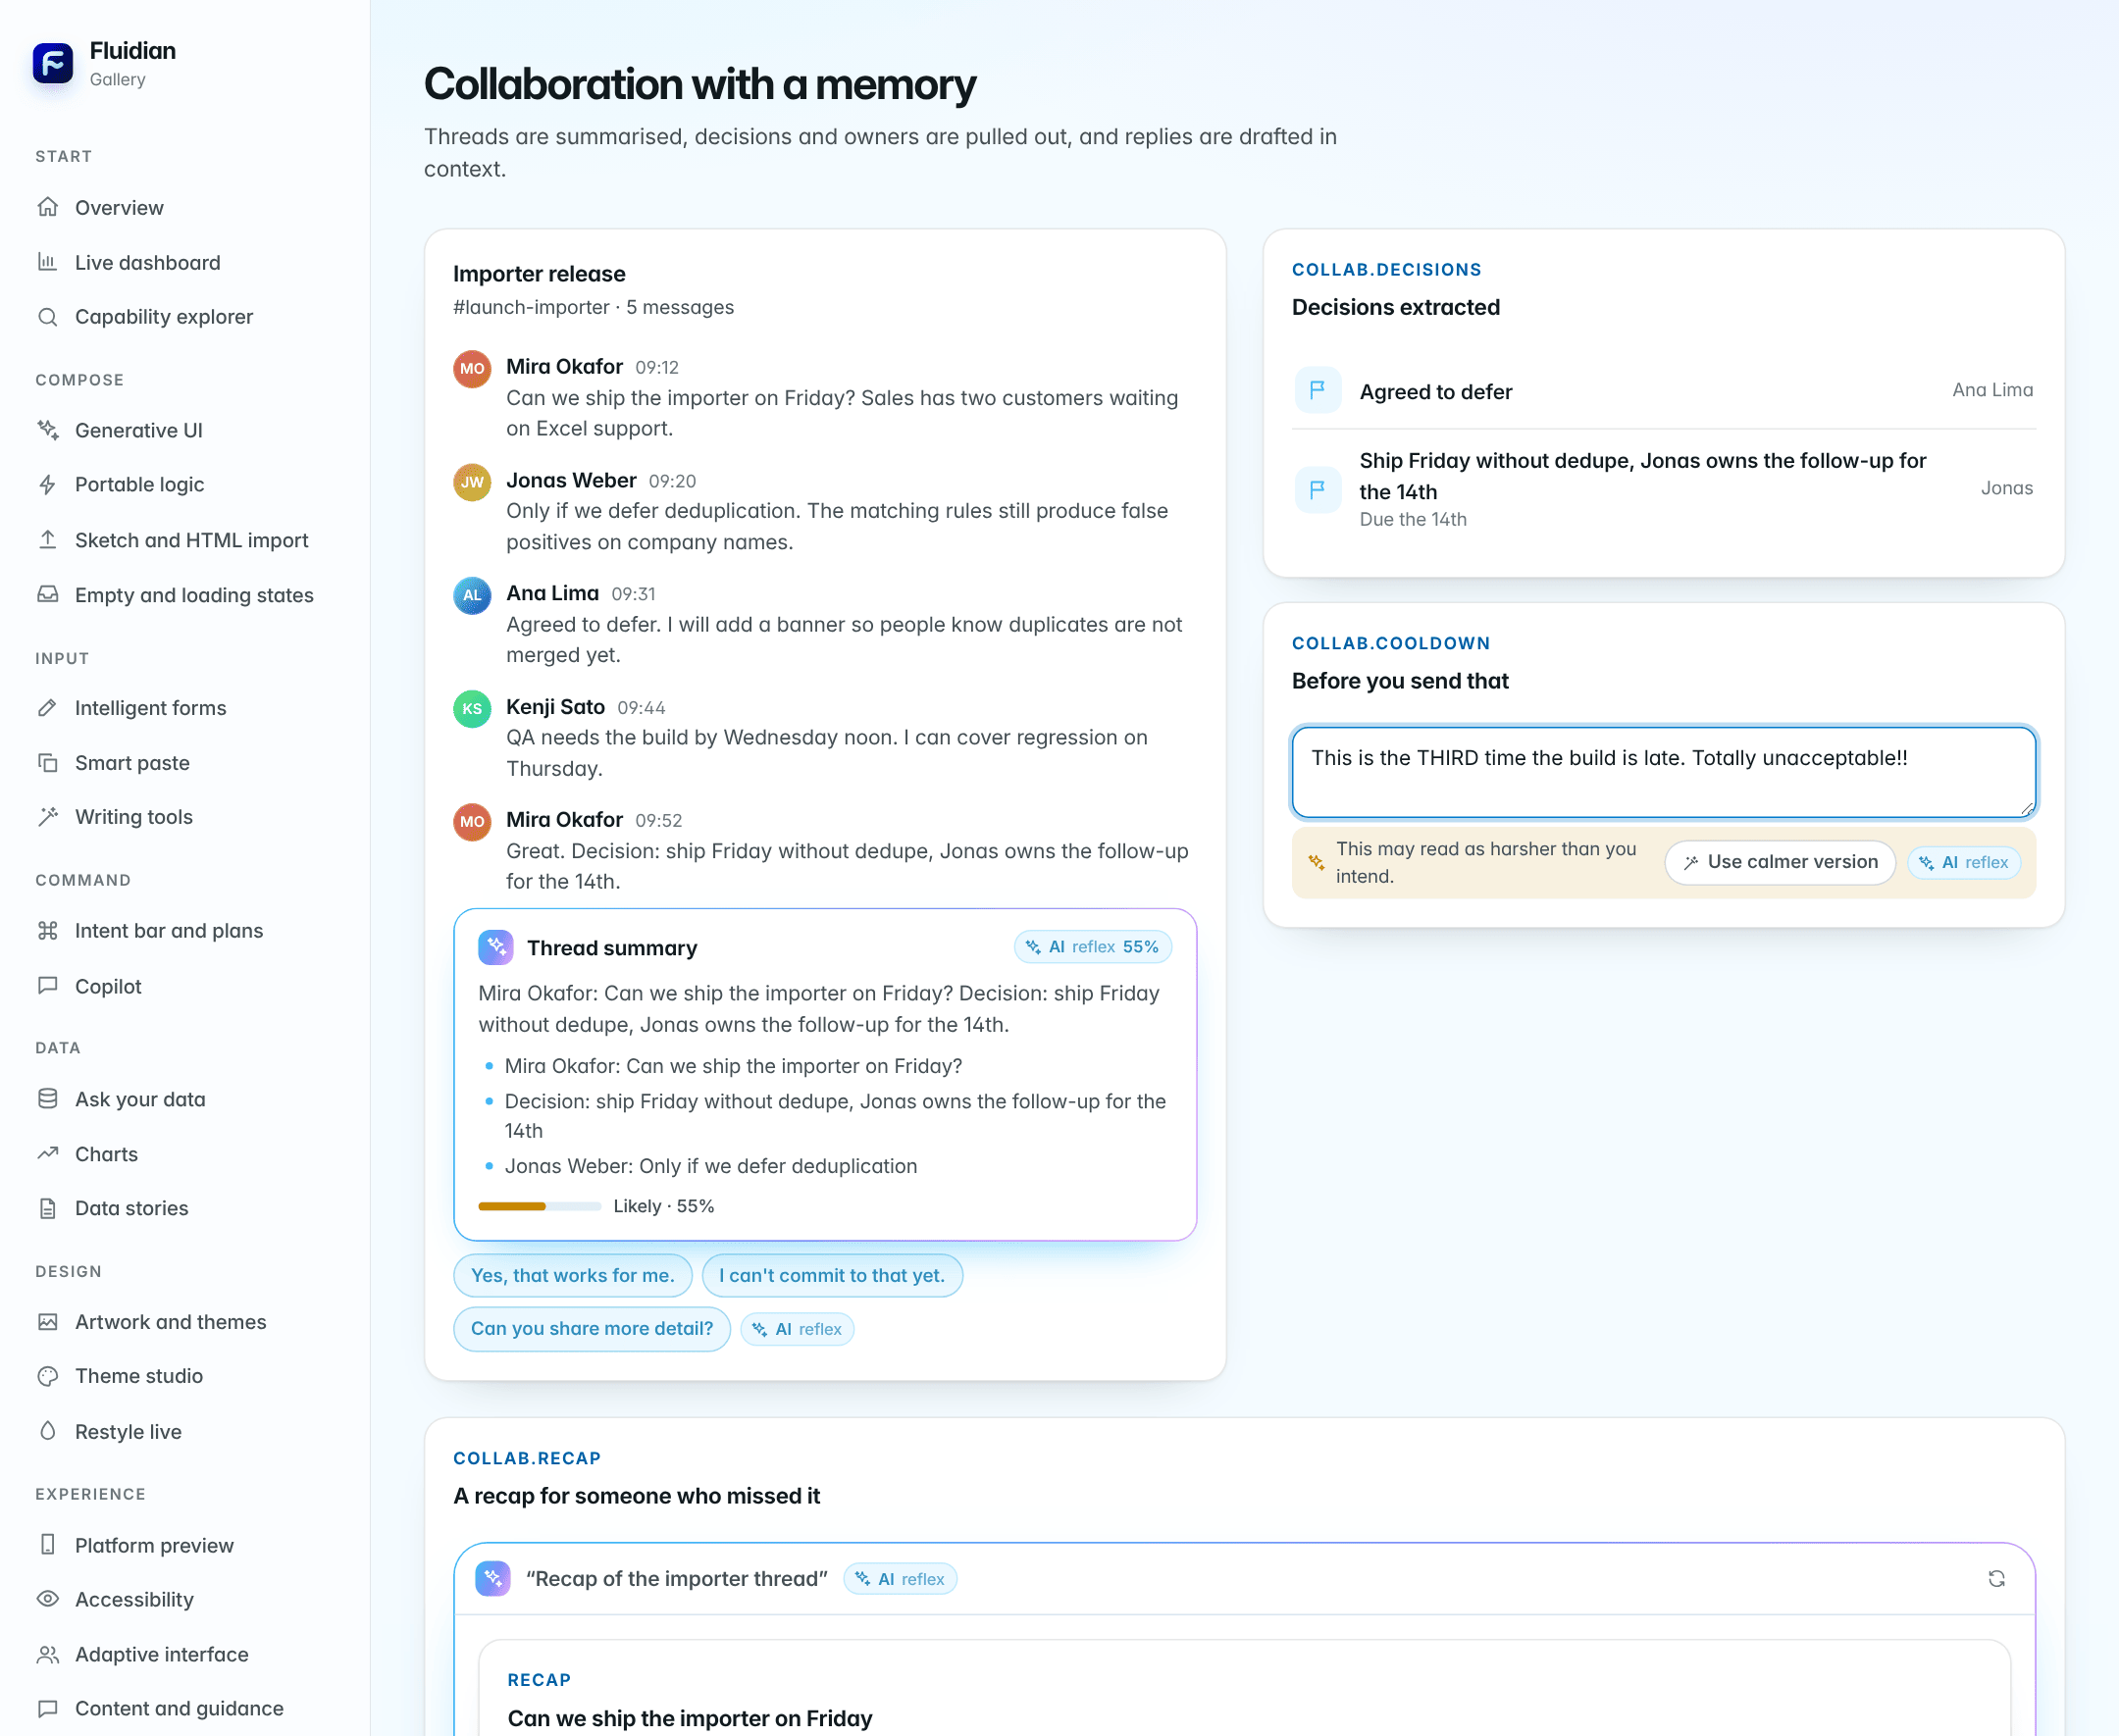 Fluidian
Gallery
START
Overview
Live dashboard
Capability explorer
COMPOSE
Generative UI
Portable logic
Sketch and HTML import
Empty and loading states
INPUT
Intelligent forms
Smart paste
Writing tools
COMMAND
Intent bar and plans
Copilot
DATA
Ask your data
Charts
Data stories
DESIGN
Artwork and themes
Theme studio
Restyle live
EXPERIENCE
Platform preview
Accessibility
Adaptive interface
Content and guidance
Collaboration with a memory
Threads are summarised, decisions and owners are pulled out, and replies are drafted in
context.
Importer release
#launch-importer · 5 messages
MO Mira Okafor 09:12
Can we ship the importer on Friday? Sales has two customers waiting
on Excel support.
JW Jonas Weber 09:20
Only if we defer deduplication. The matching rules still produce false
positives on company names.
AL Ana Lima 09:31
Agreed to defer. I will add a banner so people know duplicates are not
merged yet.
KS Kenji Sato 09:44
QA needs the build by Wednesday noon. I can cover regression on
Thursday.
MO Mira Okafor 09:52
Great. Decision: ship Friday without dedupe, Jonas owns the follow-up
for the 14th.
Thread summary AI reflex 55%
Mira Okafor: Can we ship the importer on Friday? Decision: ship Friday
without dedupe, Jonas owns the follow-up for the 14th.
Mira Okafor: Can we ship the importer on Friday?
Decision: ship Friday without dedupe, Jonas owns the follow-up for the
14th
Jonas Weber: Only if we defer deduplication
Likely · 55%
Yes, that works for me. I can't commit to that yet.
Can you share more detail? AI reflex
COLLAB.DECISIONS
Decisions extracted
Agreed to defer Ana Lima
Ship Friday without dedupe, Jonas owns the follow-up for
the 14th Jonas
Due the 14th
COLLAB.COOLDOWN
Before you send that
This is the THIRD time the build is late. Totally unacceptable!!
This may read as harsher than you
intend.
Use calmer version AI reflex
COLLAB.RECAP
A recap for someone who missed it
“Recap of the importer thread” AI reflex
RECAP
Can we ship the importer on Friday